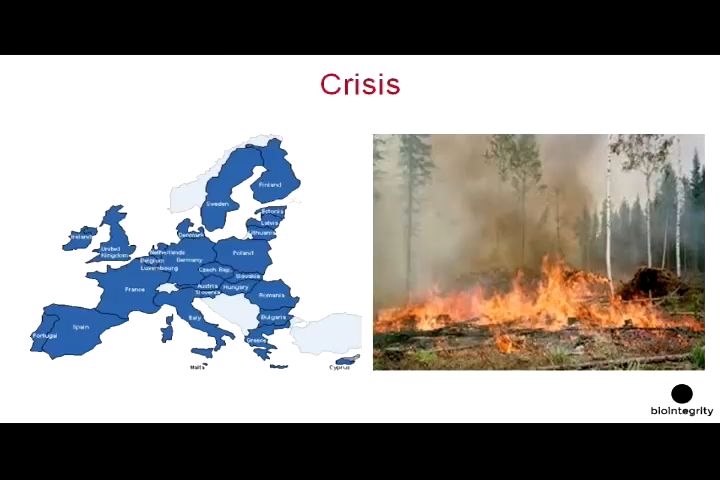 Crisis
Finland
Sweden
Estonia
Latvia
Lithuania
Denmark
Ireland
United
Kingdom
Netherlands
Belgium
Germany
Luxembourg
Poland
Czech Rep.
Slovakia
France
Austria
Hungary
Slovenia
Romania
Italy
Bulgaria
Spain
Portugal
Greece
Malta
Cyprus
biointegrity